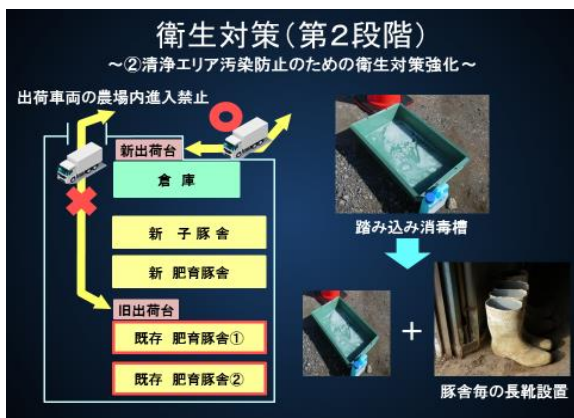 衛生対策(第2段階)
~②清浄エリア汚染防止のための衛生対策強化~
出荷車両の農場内進入禁止
新出荷台
倉 庫
新 子 豚 舎
新 肥育豚舎
旧出荷台
既存 肥育豚舎①
既存 肥育豚舎②
踏み込み消毒槽
+
豚舎毎の長靴設置